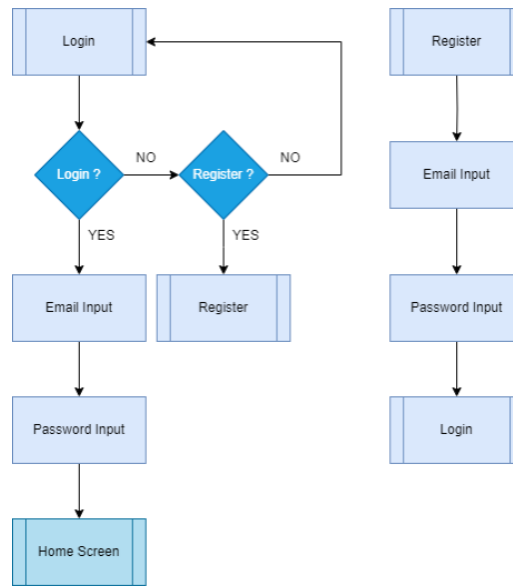 Login
Register
Login ?
NO
Register ?
NO
Email Input
YES
YES
Email Input
Register
Password Input
Password Input
Login
Home Screen